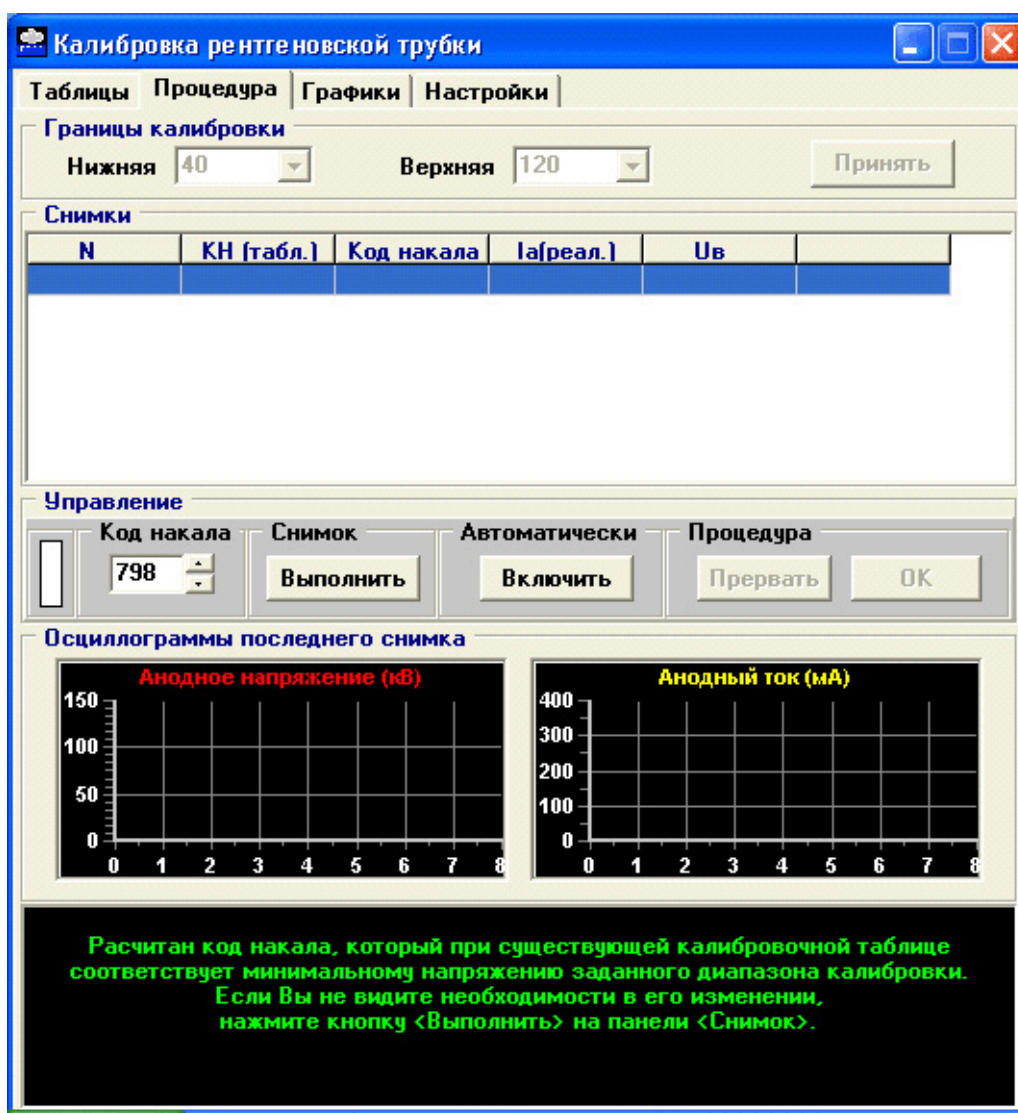 Калибровка рентгеновской трубки
Таблицы Процедура Графики Настройки
Границы калибровки
Нижняя 40 Верхняя 120 Принять
Снимки
N КН (табл.) Код накала Iа(реал.) Uв
Управление
Код накала Снимок Автоматически Процедура
798 Выполнить Включить Прервать OK
Осциллограммы последнего снимка
Анодное напряжение (кВ) Анодный ток (мА)
150 400
100 300
50 200
0 100
0
0 1 2 3 4 5 6 7 8 0 1 2 3 4 5 6 7 8
Расчитан код накала, который при существующей калибровочной таблице
соответствует минимальному напряжению заданного диапазона калибровки.
Если Вы не видите необходимости в его изменении,
нажмите кнопку <Выполнить> на панели <Снимок>.